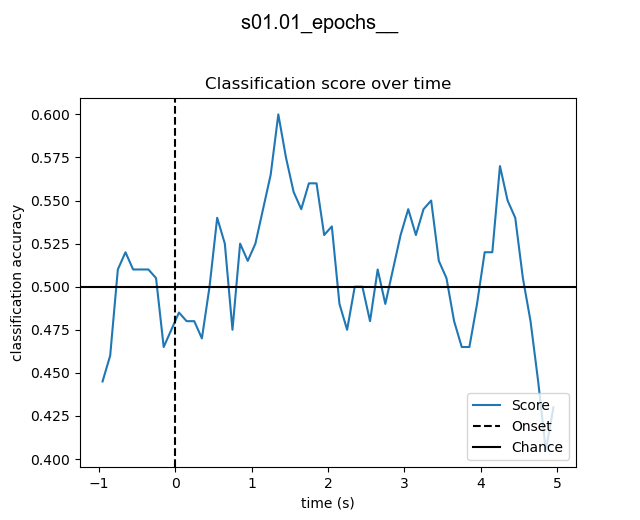 s01.01_epochs__
Classification score over time
classification accuracy
0.600
0.575
0.550
0.525
0.500
0.475
0.450
0.425
0.400
Score
Onset
Chance
−1 0 1 2 3 4 5
time (s)